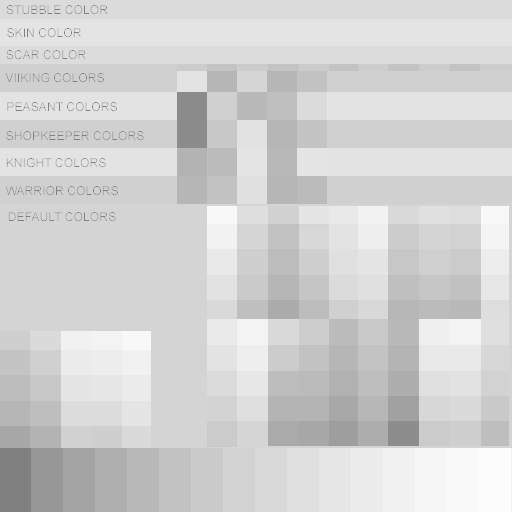 STUBBLE COLOR
SKIN COLOR
SCAR COLOR
VIIKING COLORS
PEASANT COLORS
SHOPKEEPER COLORS
KNIGHT COLORS
WARRIOR COLORS
DEFAULT COLORS